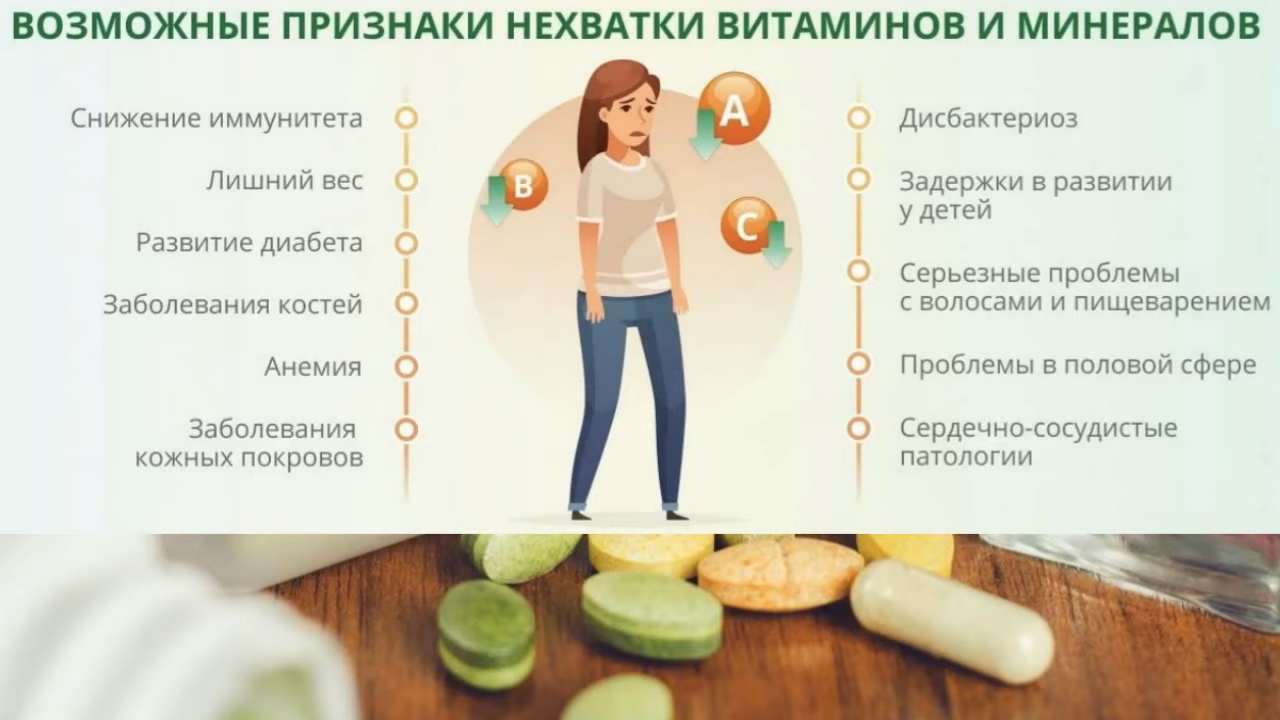 ВОЗМОЖНЫЕ ПРИЗНАКИ НЕХВАТКИ ВИТАМИНОВ И МИНЕРАЛОВ
Снижение иммунитета
Лишний вес
Развитие диабета
Заболевания костей
Анемия
Заболевания
кожных покровов
B
A
C
Дисбактериоз
Задержки в развитии
у детей
Серьезные проблемы
с волосами и пищеварением
Проблемы в половой сфере
Сердечно-сосудистые
патологии